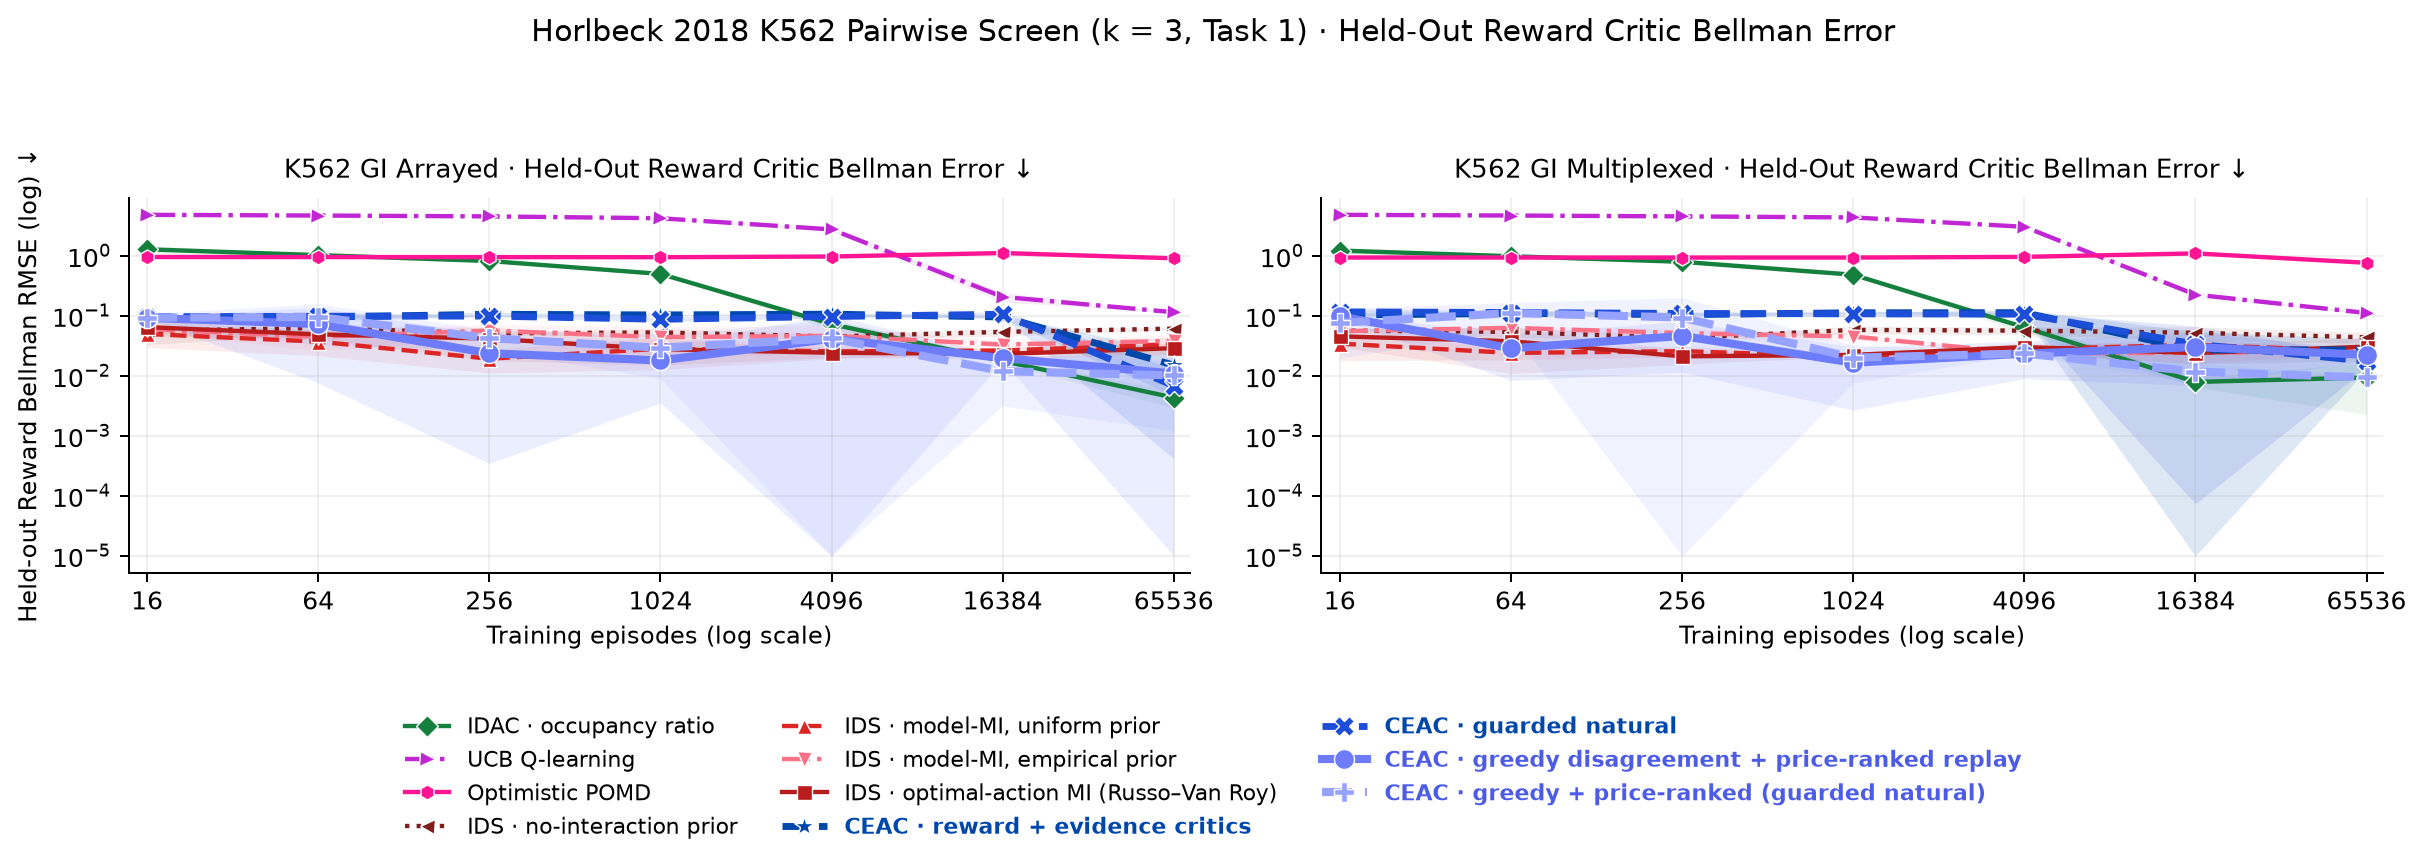 Horlbeck 2018 K562 Pairwise Screen (k = 3, Task 1) · Held-Out Reward Critic Bellman Error
K562 GI Arrayed · Held-Out Reward Critic Bellman Error ↓
K562 GI Multiplexed · Held-Out Reward Critic Bellman Error ↓
Held-out Reward Bellman RMSE (log) ↓
10⁰
10⁻¹
10⁻²
10⁻³
10⁻⁴
10⁻⁵
16 64 256 1024 4096 16384 65536
Training episodes (log scale)
10⁰
10⁻¹
10⁻²
10⁻³
10⁻⁴
10⁻⁵
16 64 256 1024 4096 16384 65536
Training episodes (log scale)
IDAC · occupancy ratio
UCB Q-learning
Optimistic POMD
IDS · no-interaction prior
IDS · model-MI, uniform prior
IDS · model-MI, empirical prior
IDS · optimal-action MI (Russo–Van Roy)
CEAC · reward + evidence critics
CEAC · guarded natural
CEAC · greedy disagreement + price-ranked replay
CEAC · greedy + price-ranked (guarded natural)